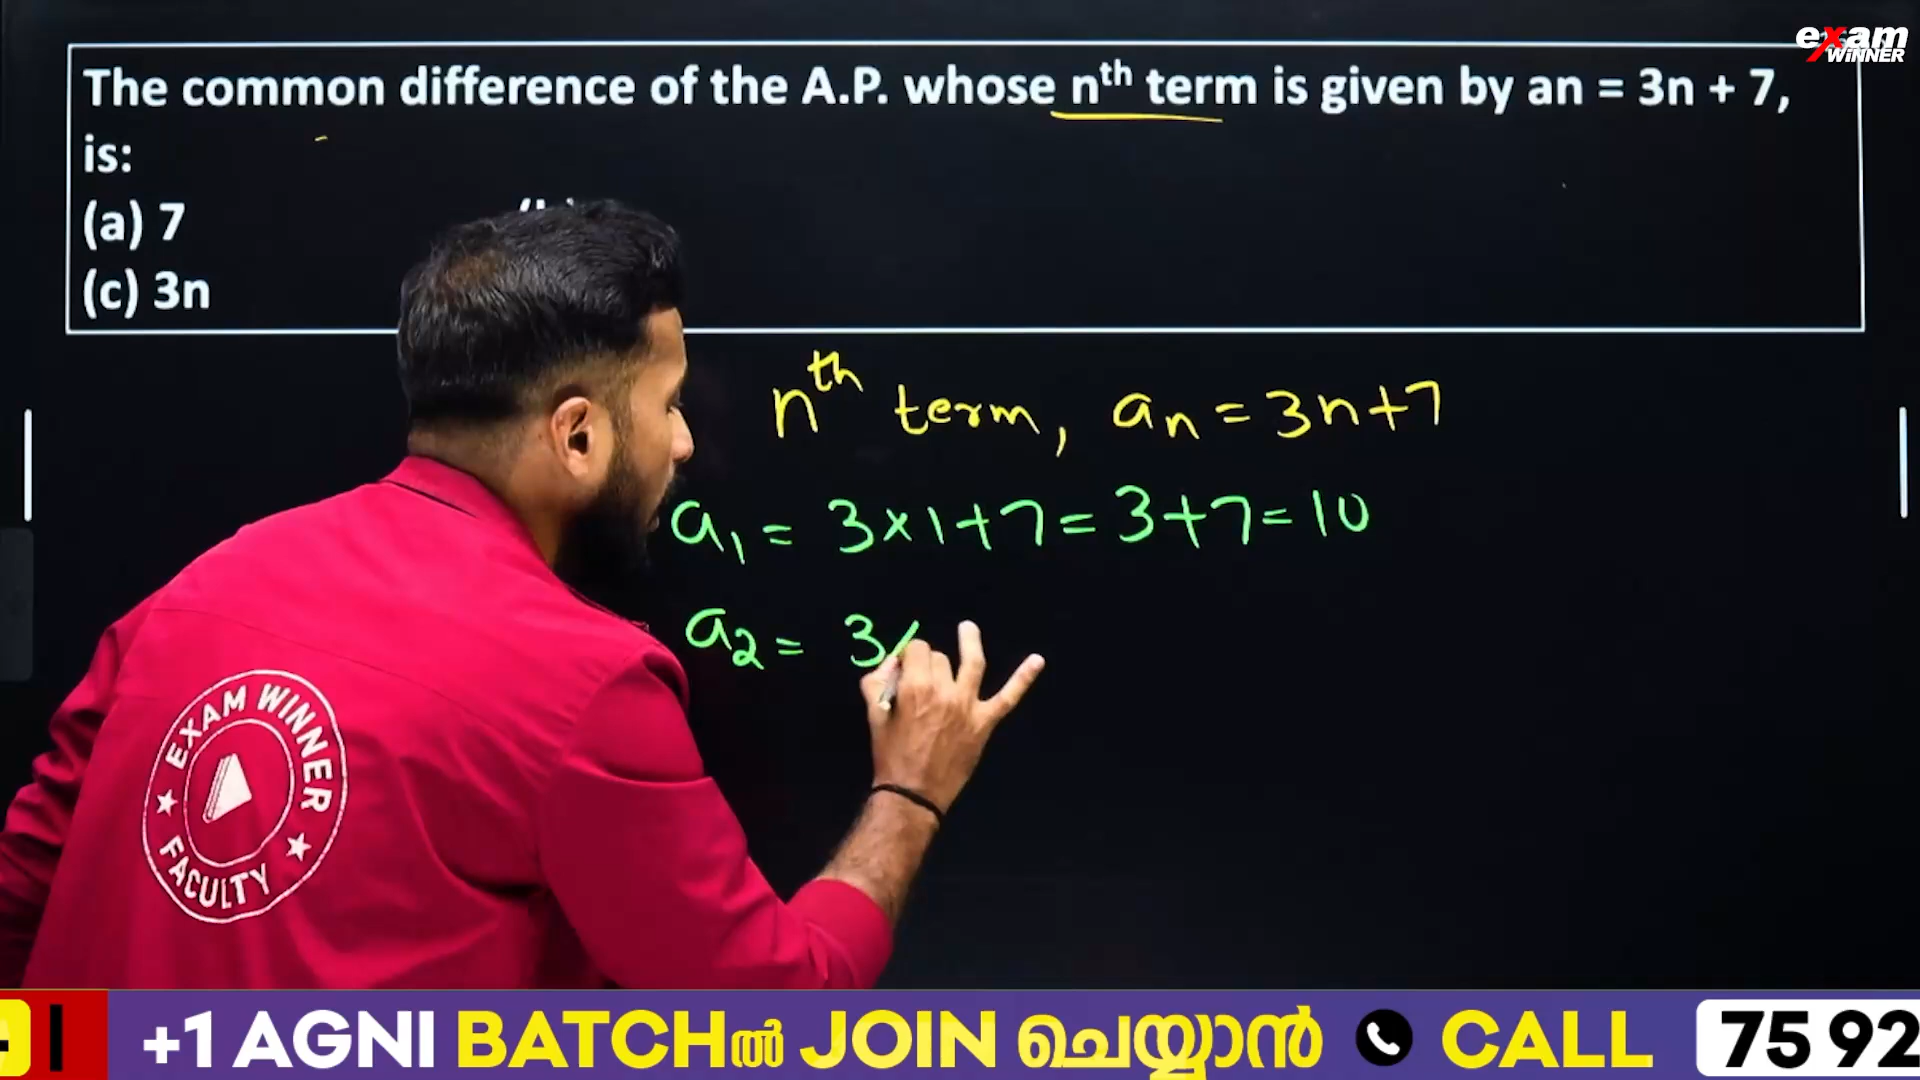 exam
WINNER
The common difference of the A.P. whose nth term is given by an = 3n + 7,
is:
(a) 7
(c) 3n
nth term, an = 3n+7
a1 = 3×1+7 = 3+7 = 10
a2 = 3
EXAM WINNER
FACULTY
+1 AGNI BATCHൽ JOIN ചെയ്യാൻ CALL 75 92